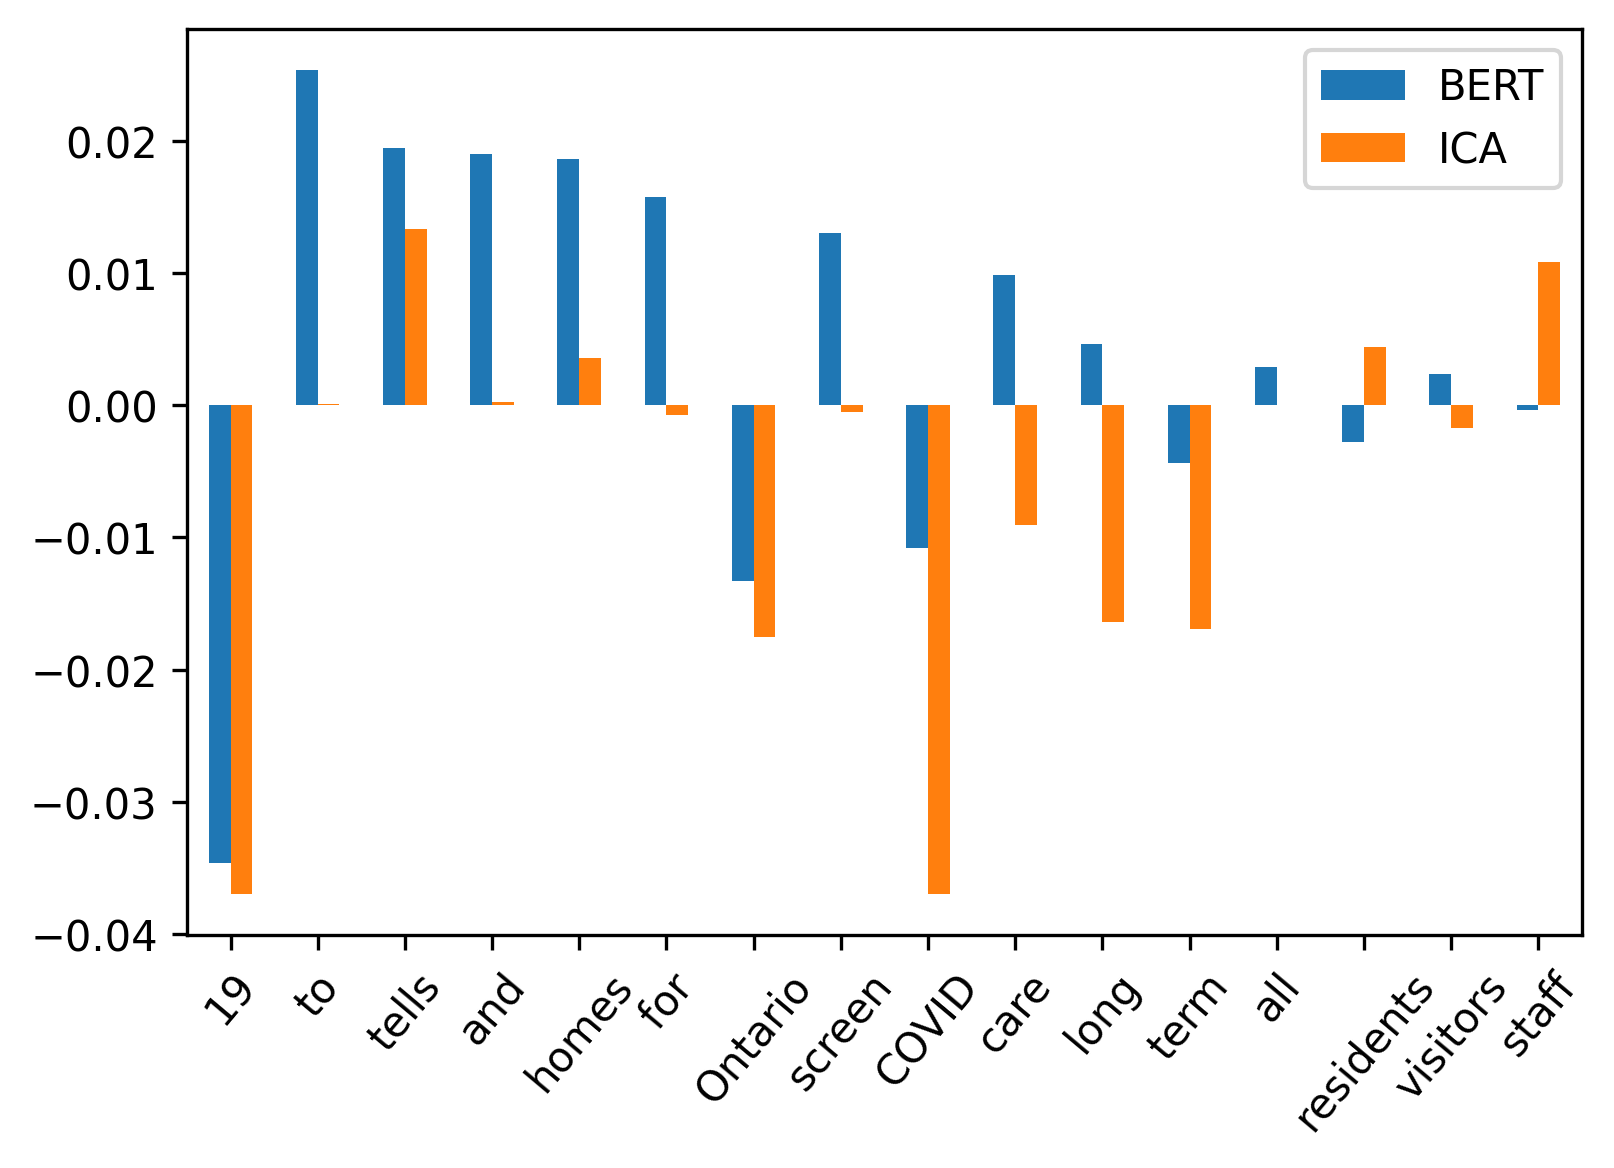 BERT
ICA
0.02
0.01
0.00
−0.01
−0.02
−0.03
−0.04
19
to
tells
and
homes
for
Ontario
screen
COVID
care
long
term
all
residents
visitors
staff